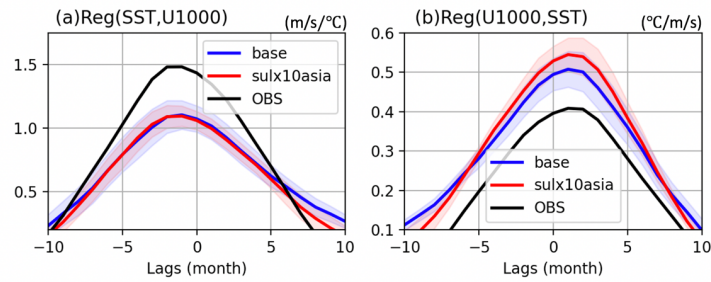 (a)Reg(SST,U1000)
(m/s/℃)
base
sulx10asia
OBS
1.5
1.0
0.5
−10
−5
0
5
10
Lags (month)
(b)Reg(U1000,SST)
(℃/m/s)
0.6
0.5
0.4
0.3
0.2
0.1
base
sulx10asia
OBS
−10
−5
0
5
10
Lags (month)